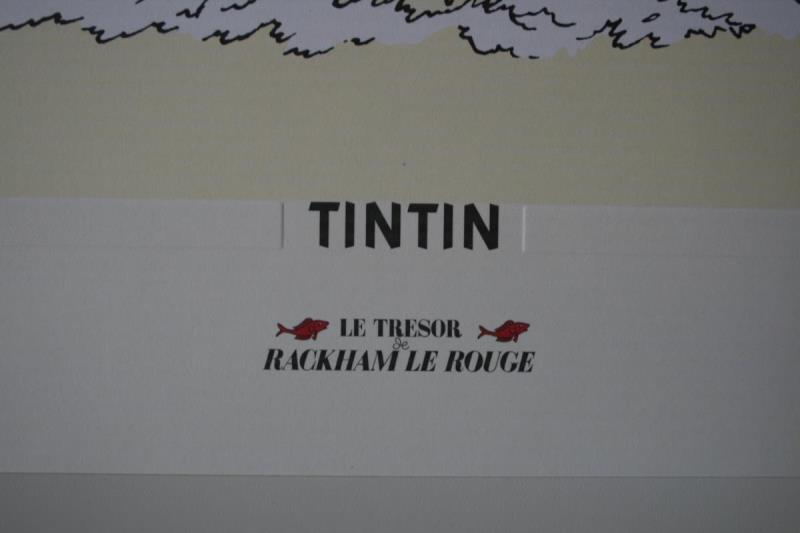 TINTIN
LE TRESOR
de
RACKHAM LE ROUGE